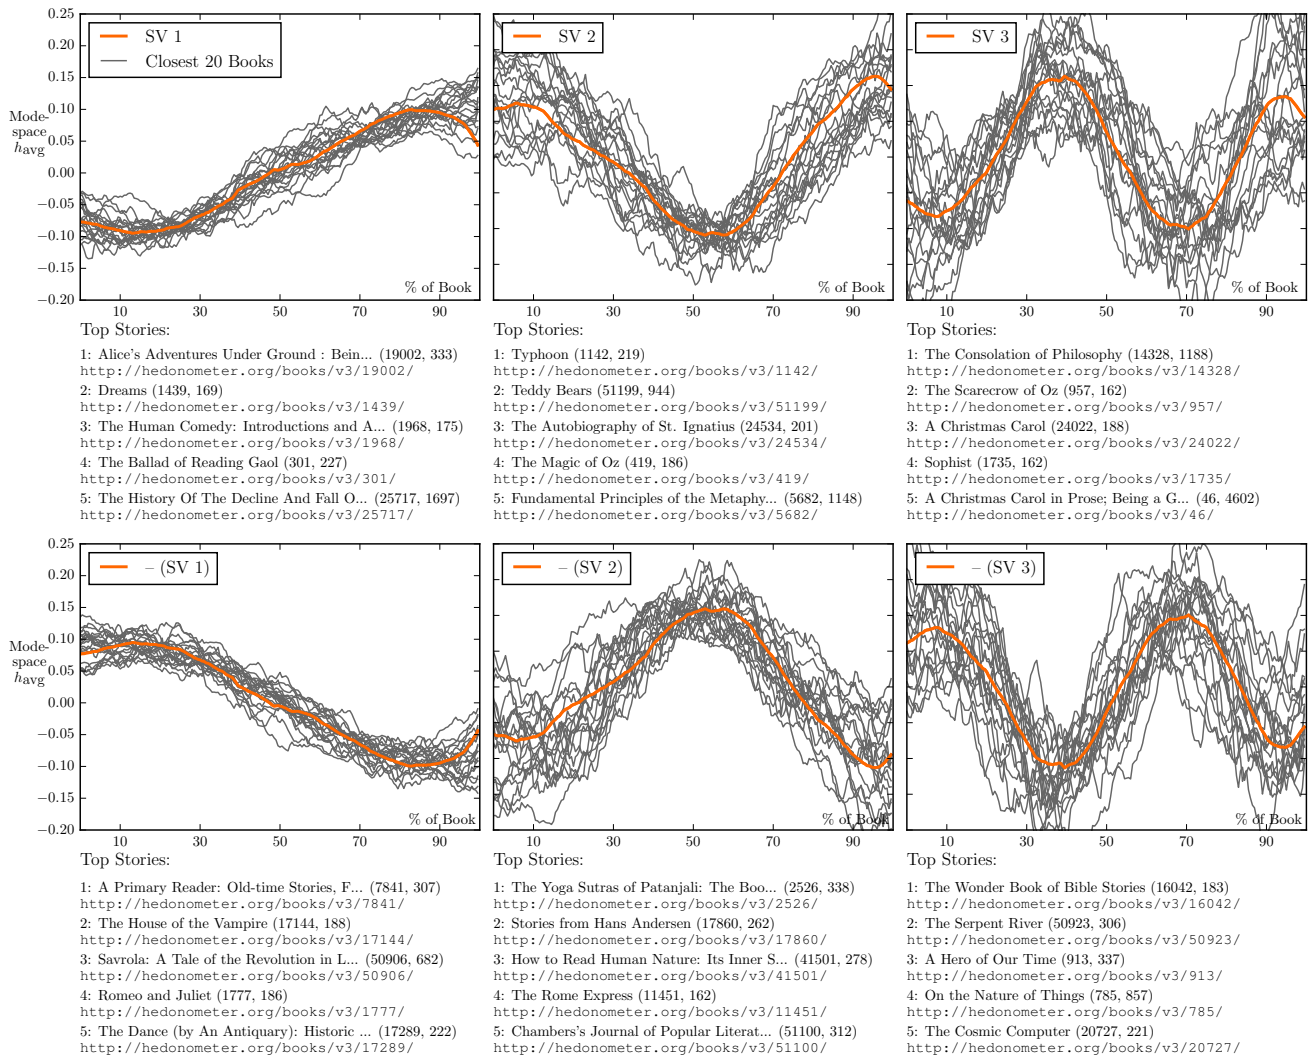 0.25
0.20
0.15
0.10
0.05
0.00
−0.05
−0.10
−0.15
−0.20
Mode-
space
havg
SV 1
Closest 20 Books
% of Book
10 30 50 70 90
SV 2
% of Book
10 30 50 70 90
SV 3
% of Book
10 30 50 70 90
Top Stories:
1: Alice's Adventures Under Ground : Bein... (19002, 333)
http://hedonometer.org/books/v3/19002/
2: Dreams (1439, 169)
http://hedonometer.org/books/v3/1439/
3: The Human Comedy: Introductions and A... (1968, 175)
http://hedonometer.org/books/v3/1968/
4: The Ballad of Reading Gaol (301, 227)
http://hedonometer.org/books/v3/301/
5: The History Of The Decline And Fall O... (25717, 1697)
http://hedonometer.org/books/v3/25717/
Top Stories:
1: Typhoon (1142, 219)
http://hedonometer.org/books/v3/1142/
2: Teddy Bears (51199, 944)
http://hedonometer.org/books/v3/51199/
3: The Autobiography of St. Ignatius (24534, 201)
http://hedonometer.org/books/v3/24534/
4: The Magic of Oz (419, 186)
http://hedonometer.org/books/v3/419/
5: Fundamental Principles of the Metaphy... (5682, 1148)
http://hedonometer.org/books/v3/5682/
Top Stories:
1: The Consolation of Philosophy (14328, 1188)
http://hedonometer.org/books/v3/14328/
2: The Scarecrow of Oz (957, 162)
http://hedonometer.org/books/v3/957/
3: A Christmas Carol (24022, 188)
http://hedonometer.org/books/v3/24022/
4: Sophist (1735, 162)
http://hedonometer.org/books/v3/1735/
5: A Christmas Carol in Prose; Being a G... (46, 4602)
http://hedonometer.org/books/v3/46/
0.25
0.20
0.15
0.10
0.05
0.00
−0.05
−0.10
−0.15
−0.20
Mode-
space
havg
– (SV 1)
% of Book
10 30 50 70 90
– (SV 2)
% of Book
10 30 50 70 90
– (SV 3)
% of Book
10 30 50 70 90
Top Stories:
1: A Primary Reader: Old-time Stories, F... (7841, 307)
http://hedonometer.org/books/v3/7841/
2: The House of the Vampire (17144, 188)
http://hedonometer.org/books/v3/17144/
3: Savrola: A Tale of the Revolution in L... (50906, 682)
http://hedonometer.org/books/v3/50906/
4: Romeo and Juliet (1777, 186)
http://hedonometer.org/books/v3/1777/
5: The Dance (by An Antiquary): Historic ... (17289, 222)
http://hedonometer.org/books/v3/17289/
Top Stories:
1: The Yoga Sutras of Patanjali: The Boo... (2526, 338)
http://hedonometer.org/books/v3/2526/
2: Stories from Hans Andersen (17860, 262)
http://hedonometer.org/books/v3/17860/
3: How to Read Human Nature: Its Inner S... (41501, 278)
http://hedonometer.org/books/v3/41501/
4: The Rome Express (11451, 162)
http://hedonometer.org/books/v3/11451/
5: Chambers's Journal of Popular Literat... (51100, 312)
http://hedonometer.org/books/v3/51100/
Top Stories:
1: The Wonder Book of Bible Stories (16042, 183)
http://hedonometer.org/books/v3/16042/
2: The Serpent River (50923, 306)
http://hedonometer.org/books/v3/50923/
3: A Hero of Our Time (913, 337)
http://hedonometer.org/books/v3/913/
4: On the Nature of Things (785, 857)
http://hedonometer.org/books/v3/785/
5: The Cosmic Computer (20727, 221)
http://hedonometer.org/books/v3/20727/